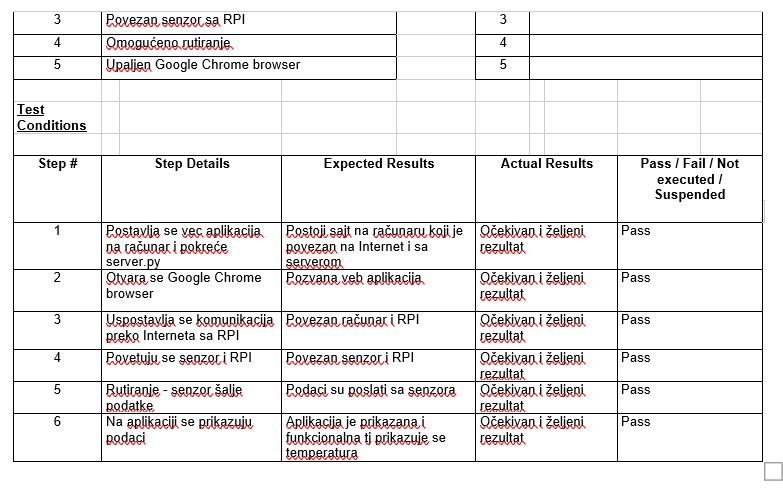 3 Povezan senzor sa RPI 3
4 Omogućeno rutiranje 4
5 Upaljen Google Chrome browser 5
Test
Conditions
Step # Step Details Expected Results Actual Results Pass / Fail / Not
executed /
Suspended
1 Postavlja se vec aplikacija Postoji sajt na računaru koji je Očekivan i željeni Pass
na računar i pokreće povezan na Internet i sa rezultat
server.py serverom
2 Otvara se Google Chrome Pozvana veb aplikacija Očekivan i željeni Pass
browser rezultat
3 Uspostavlja se komunikacija Povezan računar i RPI Očekivan i željeni Pass
preko Interneta sa RPI rezultat
4 Povetuju se senzor i RPI Povezan senzor i RPI Očekivan i željeni Pass
rezultat
5 Rutiranje - senzor šalje Podaci su poslati sa senzora Očekivan i željeni Pass
podatke rezultat
6 Na aplikaciji se prikazuju Aplikacija je prikazana i Očekivan i željeni Pass
podaci funkcionalna tj prikazuje se rezultat
temperatura